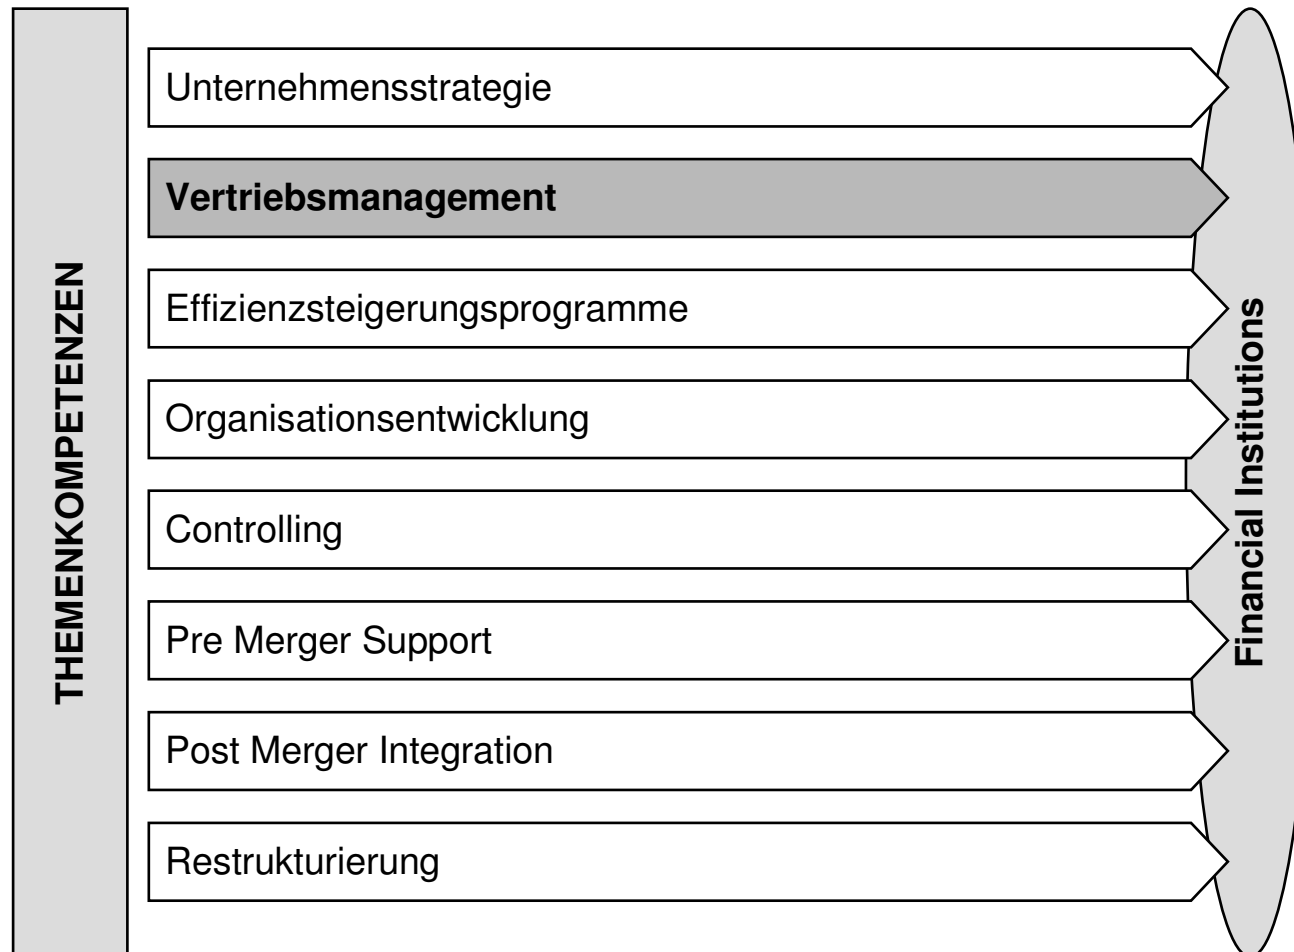 THEMENKOMPETENZEN
Unternehmensstrategie
Vertriebsmanagement
Effizienzsteigerungsprogramme
Organisationsentwicklung
Controlling
Pre Merger Support
Post Merger Integration
Restrukturierung
Financial Institutions